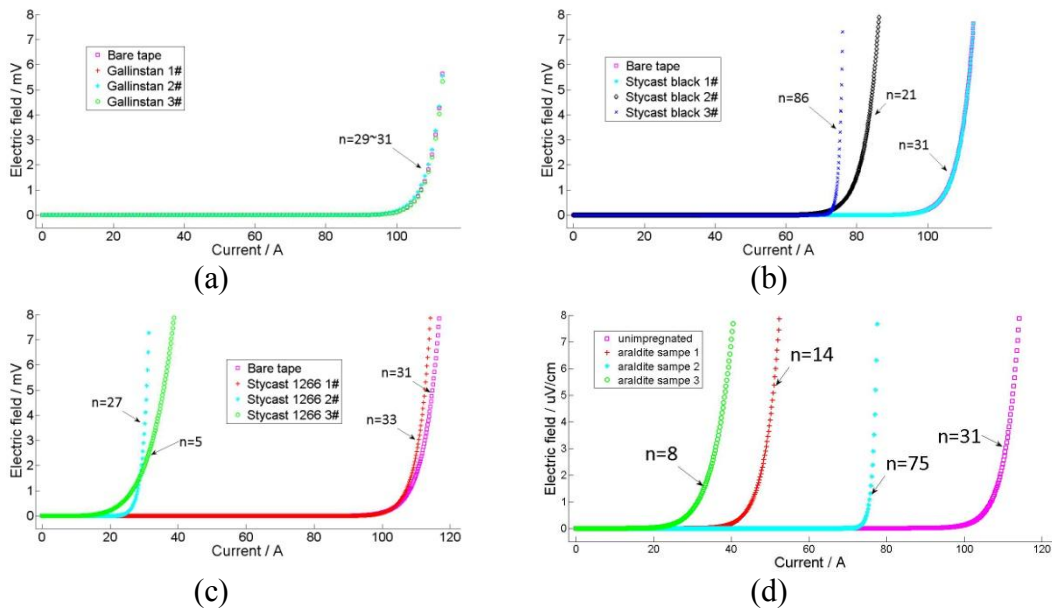 8
7
6
5
4
3
2
1
0
Electric field / mV
Bare tape
Gallinstan 1#
Gallinstan 2#
Gallinstan 3#
n=29~31
0 20 40 60 80 100
Current / A
(a)
8
7
6
5
4
3
2
1
0
Electric field / mV
Bare tape
Stycast black 1#
Stycast black 2#
Stycast black 3#
n=86
n=21
n=31
0 20 40 60 80 100
Current / A
(b)
8
7
6
5
4
3
2
1
0
Electric field / mV
Bare tape
Stycast 1266 1#
Stycast 1266 2#
Stycast 1266 3#
n=27
n=5
n=31
n=33
0 20 40 60 80 100 120
Current / A
(c)
8
7
6
5
4
3
2
1
0
Electric field / uV/cm
unimpregnated
araldite sampe 1
araldite sampe 2
araldite sampe 3
n=14
n=8
n=75
n=31
0 20 40 60 80 100 120
Current / A
(d)